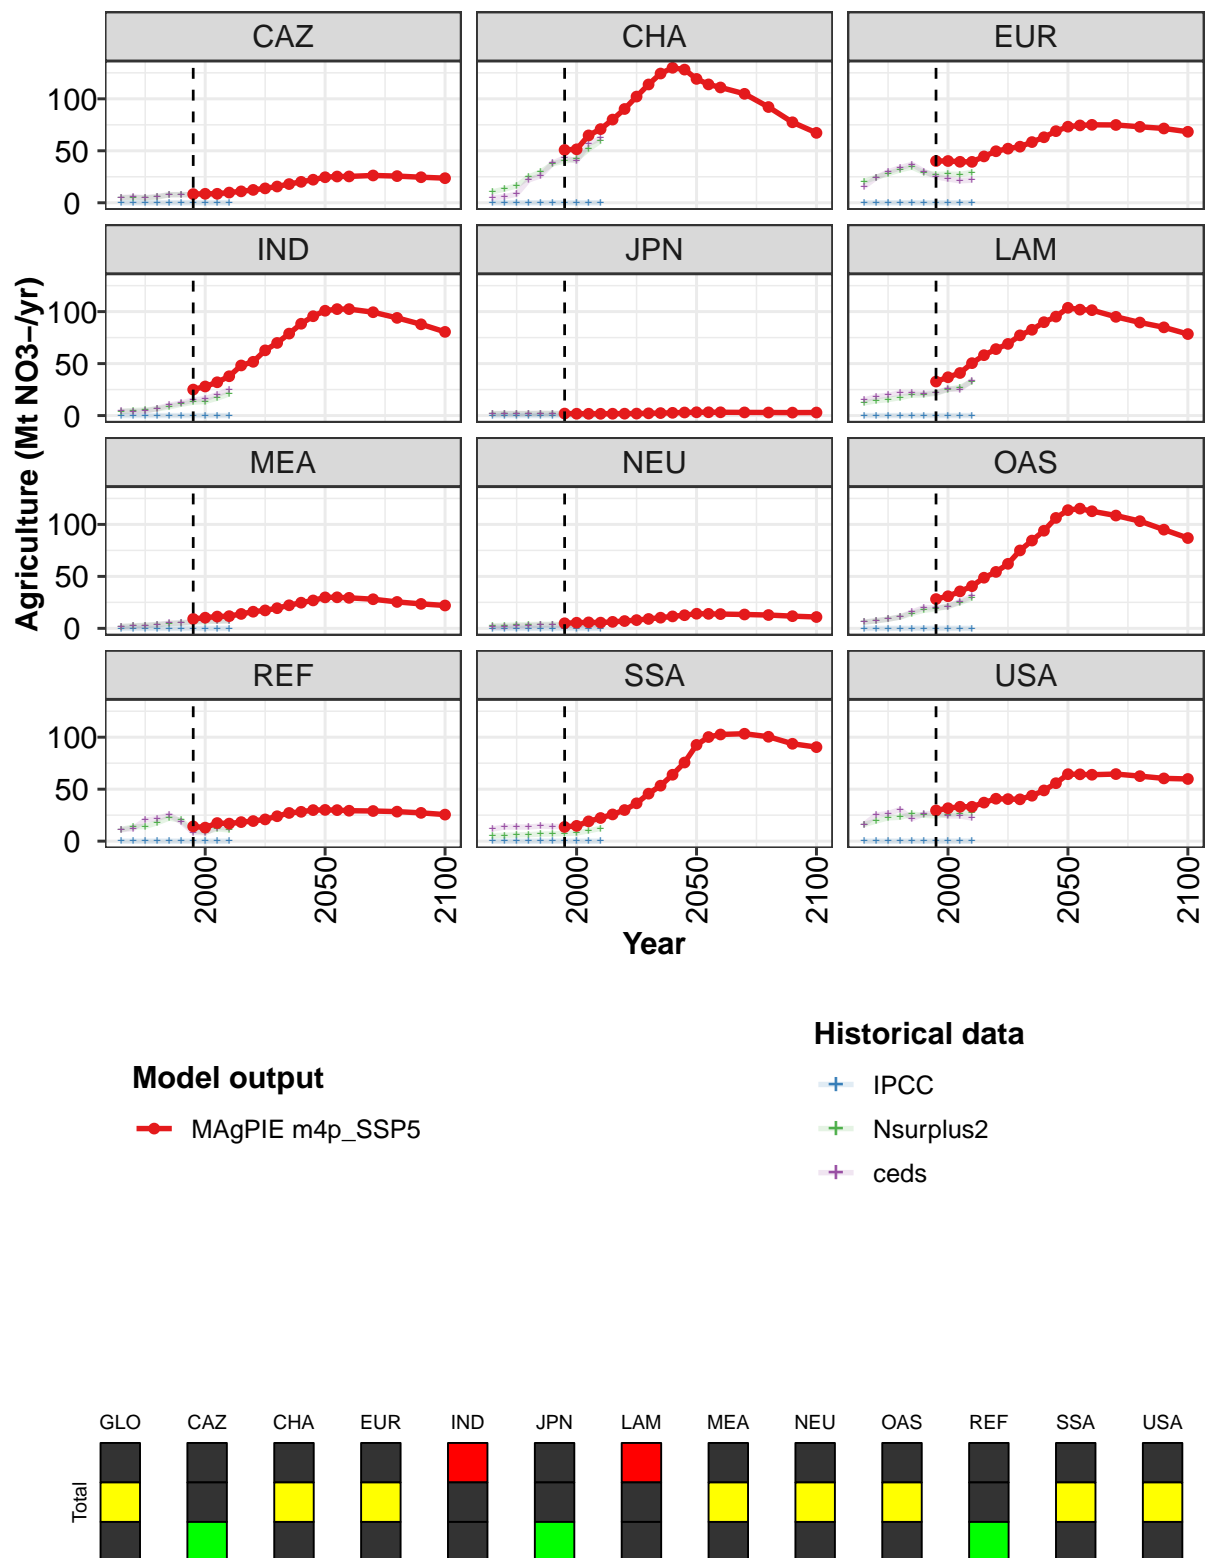 CAZ CHA EUR
100
50
0
IND JPN LAM
100
50
0
MEA NEU OAS
100
50
0
REF SSA USA
100
50
0
Agriculture (Mt NO3−/yr)
2000 2050 2100 2000 2050 2100 2000 2050 2100
Year
Model output
MAgPIE m4p_SSP5
Historical data
IPCC
Nsurplus2
ceds
GLO CAZ CHA EUR IND JPN LAM MEA NEU OAS REF SSA USA
Total